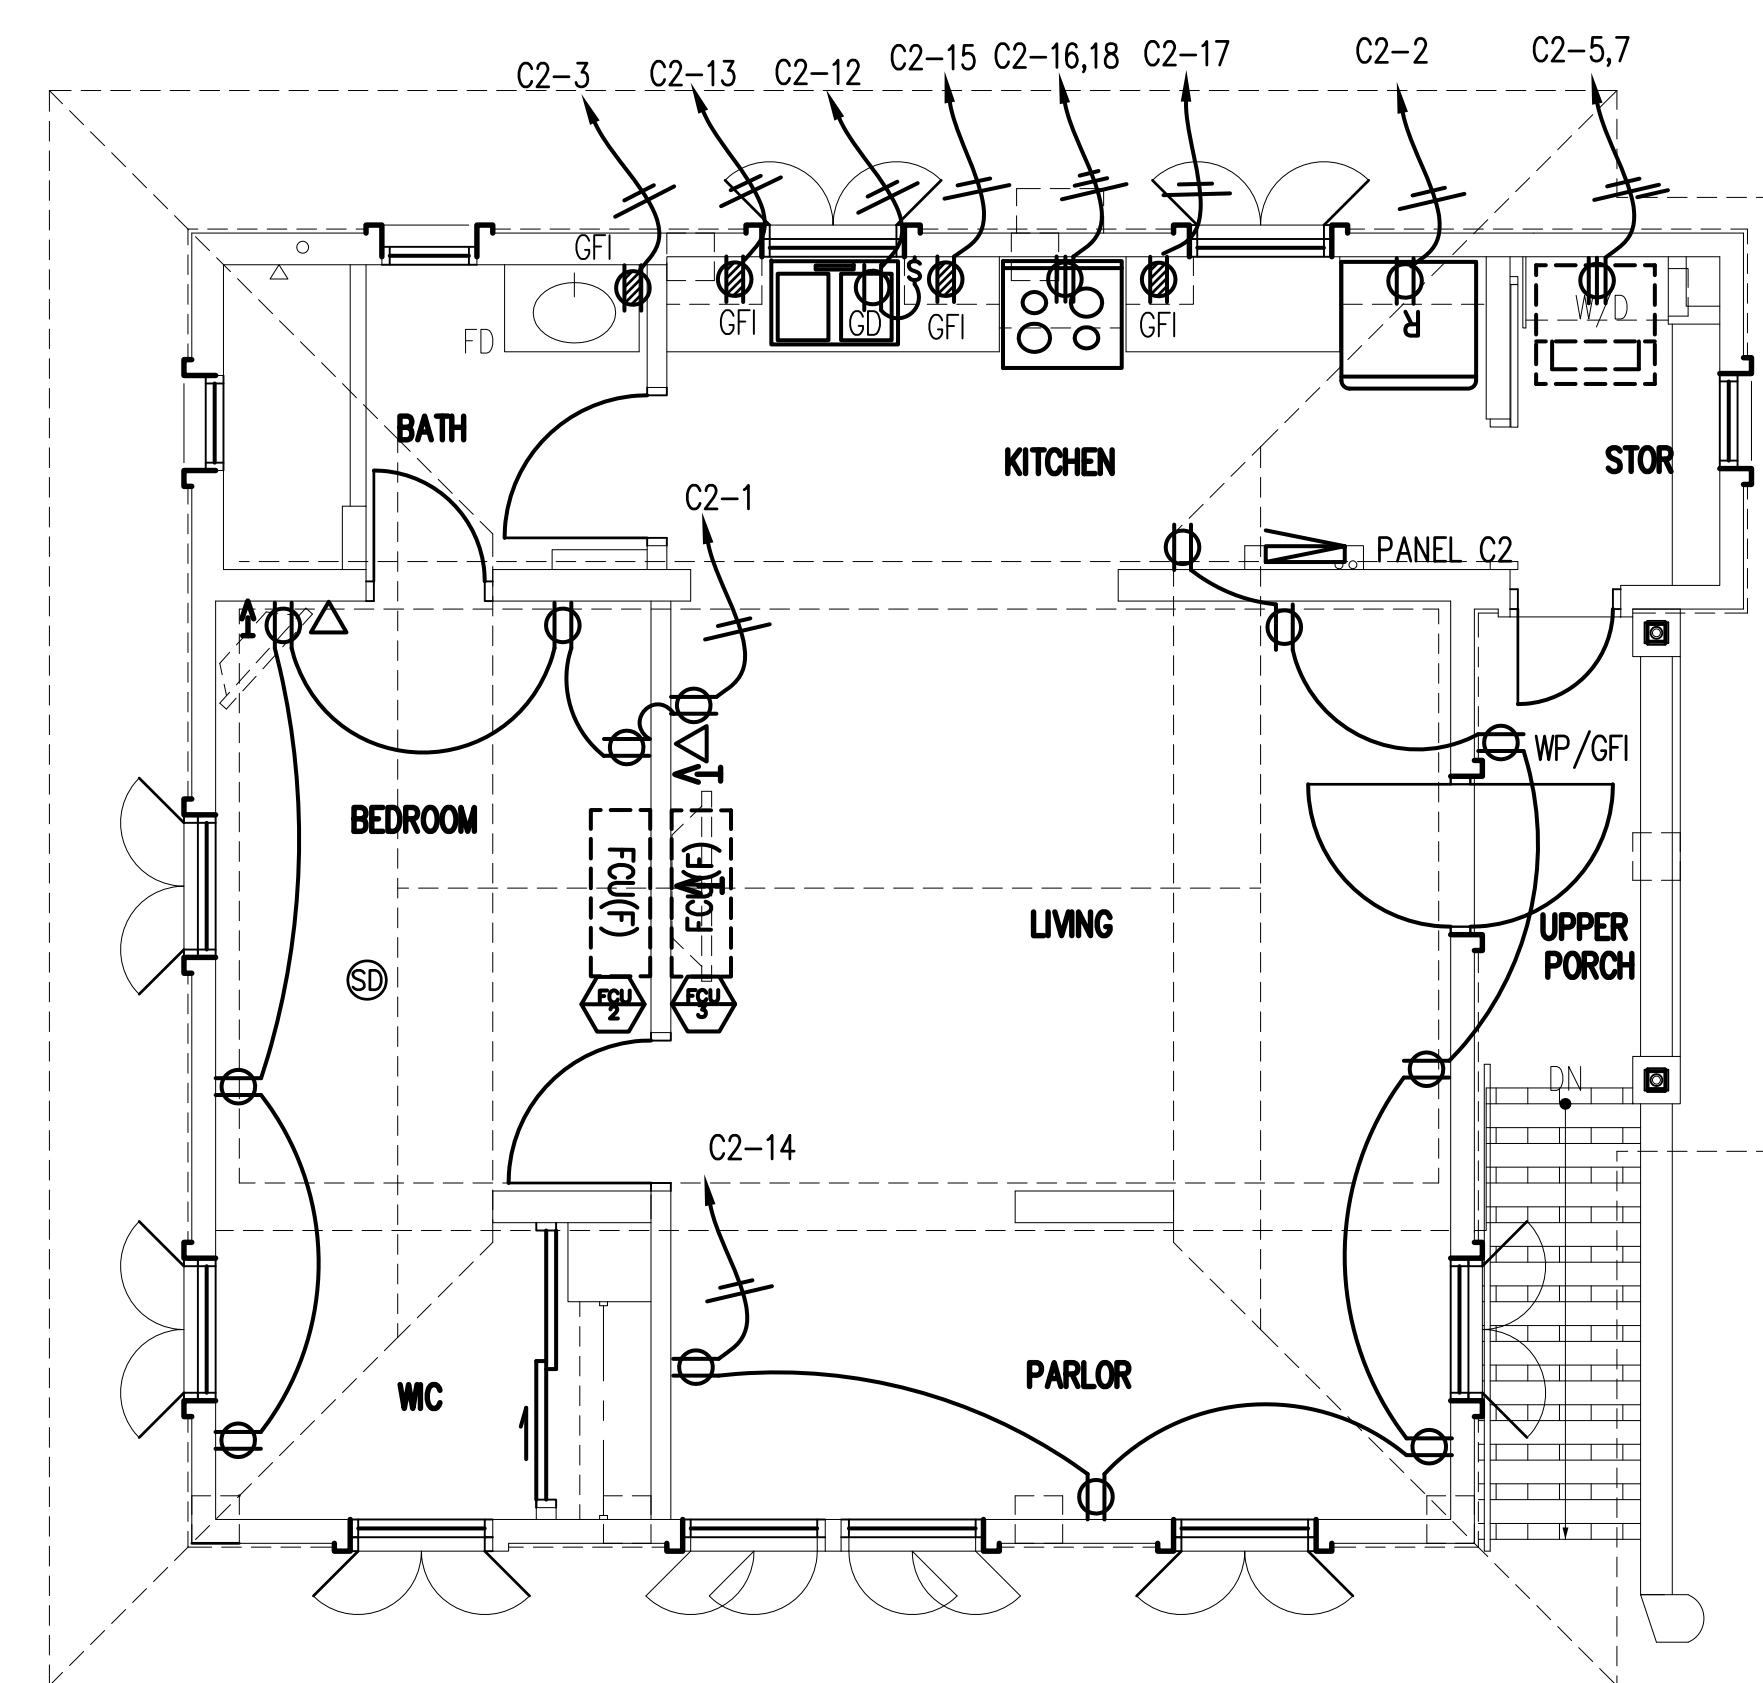 C2-3
C2-13
C2-12
C2-15
C2-16,18
C2-17
C2-2
C2-5,7
GFI
S
FD
GFI
GD
GFI
GFI
R
W/D
BATH
KITCHEN
STOR
C2-1
PANEL C2
T
WP/GFI
T
BEDROOM
FCU(F)
FCU(F)
T
LIVING
UPPER
PORCH
SD
FCU
2
FCU
3
DN
C2-14
WIC
PARLOR